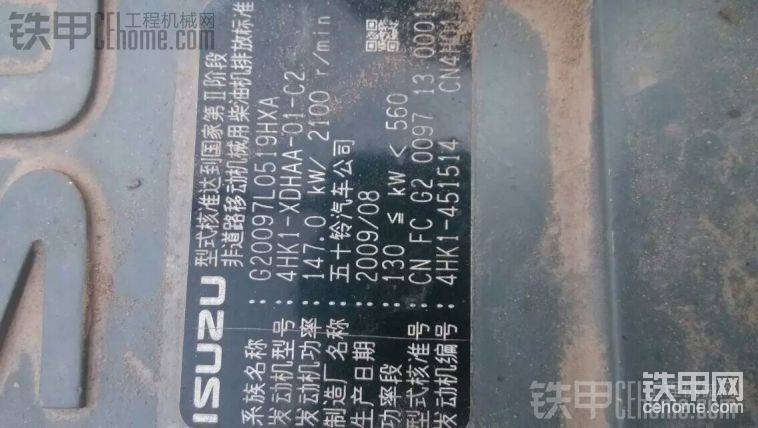 铁甲工程机械网
CEhome.com
ISUZU
型式核准达到国家第Ⅱ阶段
非道路移动机械用柴油机排放标准
系族名称 : G20097L0519HXA
发动机型号 : 4HK1-XDHAA-01-C2
发动机功率 : 147.0 kW/ 2100 r/min
制造厂名称 : 五十铃汽车公司
生产日期 : 2009/08
功率段 : 130 ≦ kW < 560
型式核准号 : CN FC G2 0097 13 0001
发动机编号 : 4HK1-451514
铁甲网
www.cehome.com